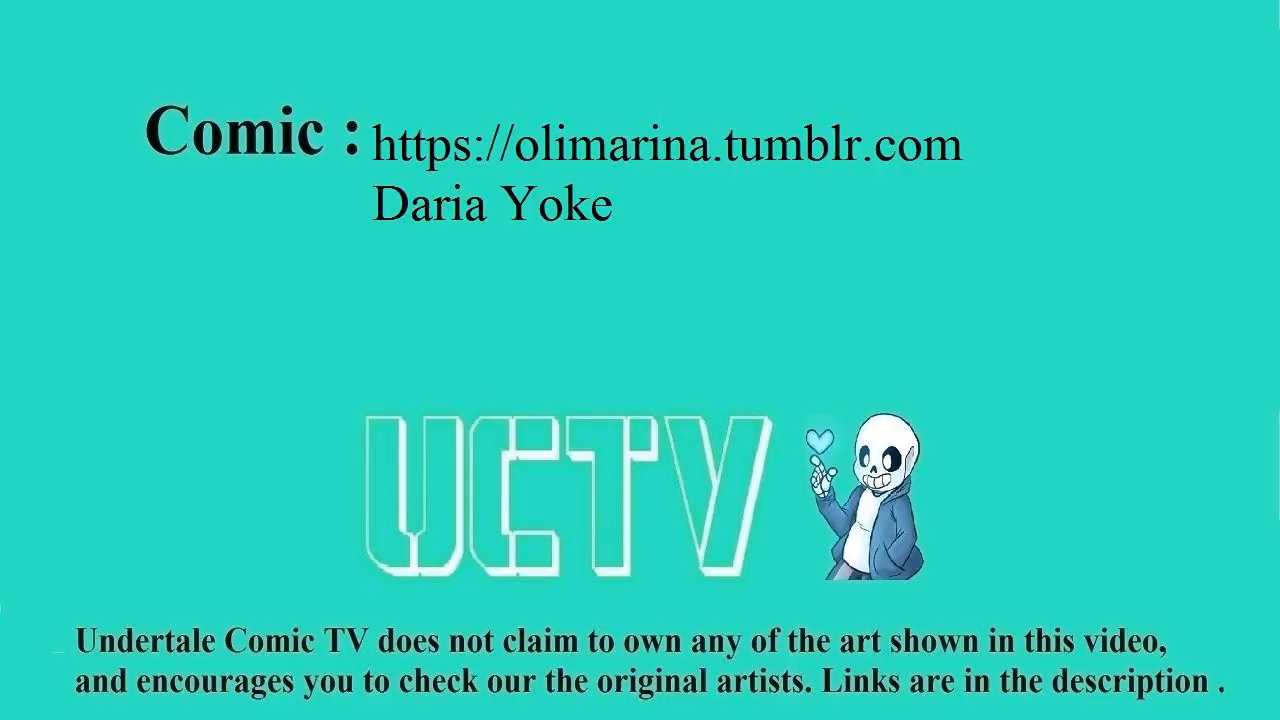 Comic : https://olimarina.tumblr.com
Daria Yoke
UCTV
Undertale Comic TV does not claim to own any of the art shown in this video,
and encourages you to check our the original artists. Links are in the description .